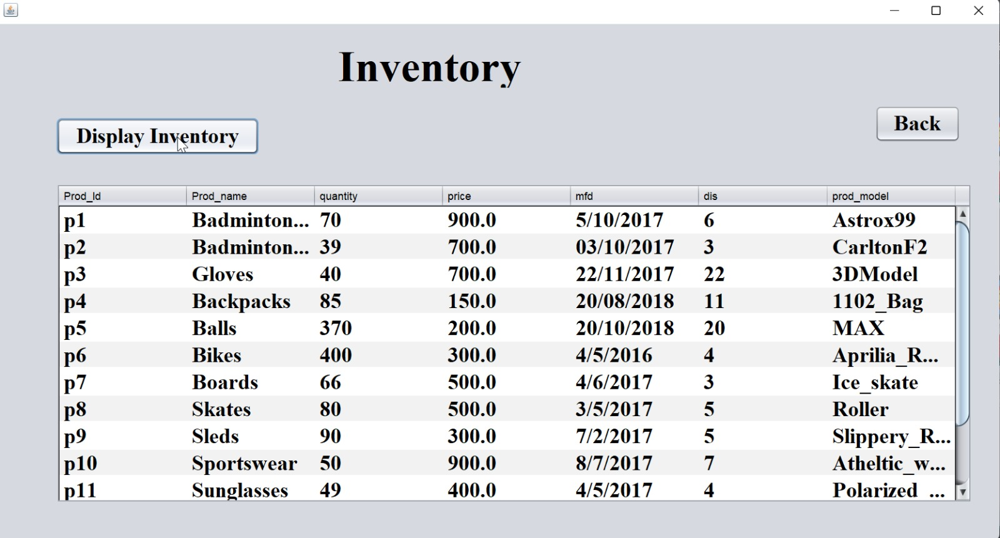 Inventory
Display Inventory
Back
Prod_Id Prod_name quantity price mfd dis prod_model
p1 Badminton... 70 900.0 5/10/2017 6 Astrox99
p2 Badminton... 39 700.0 03/10/2017 3 CarltonF2
p3 Gloves 40 700.0 22/11/2017 22 3DModel
p4 Backpacks 85 150.0 20/08/2018 11 1102_Bag
p5 Balls 370 200.0 20/10/2018 20 MAX
p6 Bikes 400 300.0 4/5/2016 4 Aprilia_R...
p7 Boards 66 500.0 4/6/2017 3 Ice_skate
p8 Skates 80 500.0 3/5/2017 5 Roller
p9 Sleds 90 300.0 7/2/2017 5 Slippery_R...
p10 Sportswear 50 900.0 8/7/2017 7 Atheltic_w...
p11 Sunglasses 49 400.0 4/5/2017 4 Polarized_...